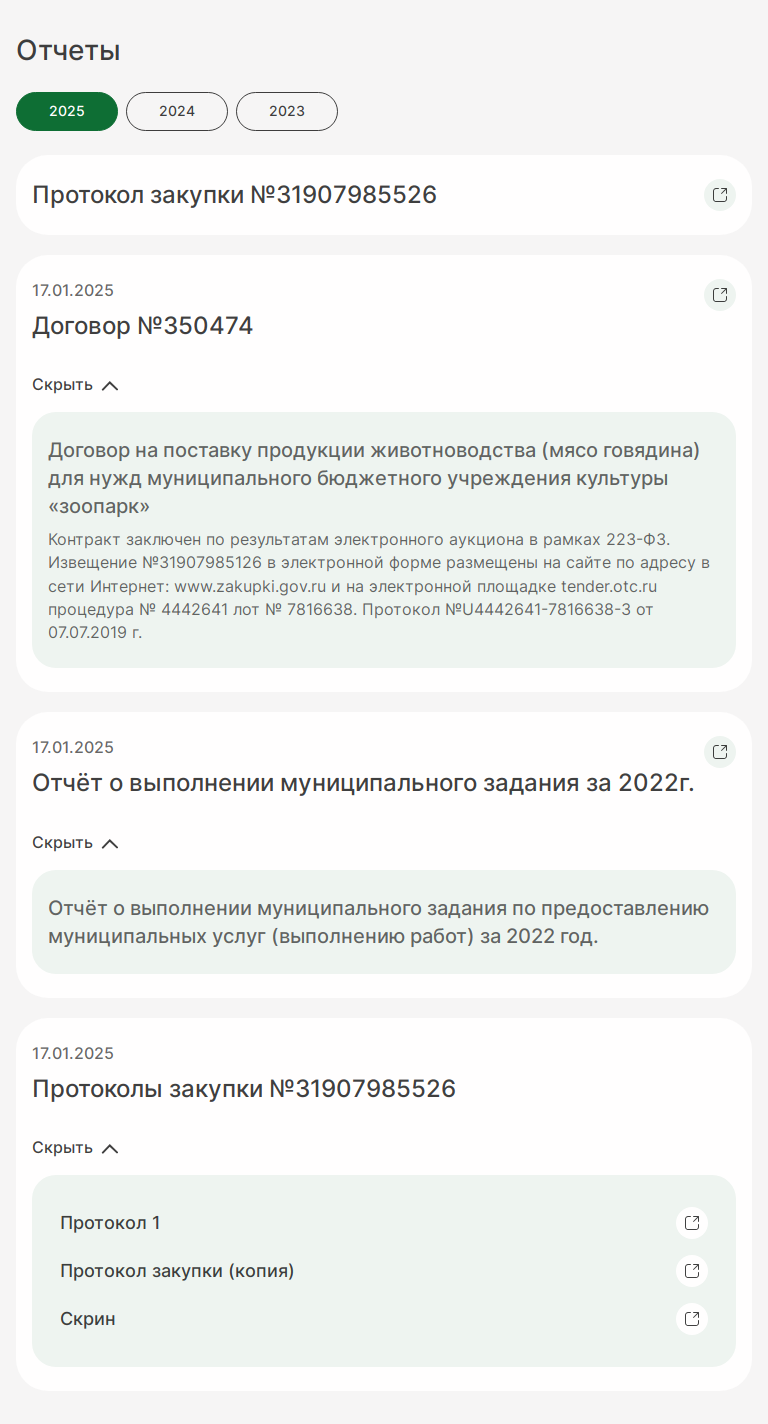 Отчеты
2025 2024 2023
Протокол закупки №31907985526
17.01.2025
Договор №350474
Скрыть
Договор на поставку продукции животноводства (мясо говядина)
для нужд муниципального бюджетного учреждения культуры
«зоопарк»
Контракт заключен по результатам электронного аукциона в рамках 223-ФЗ.
Извещение №31907985126 в электронной форме размещены на сайте по адресу в
сети Интернет: www.zakupki.gov.ru и на электронной площадке tender.otc.ru
процедура № 4442641 лот № 7816638. Протокол №U4442641-7816638-3 от
07.07.2019 г.
17.01.2025
Отчёт о выполнении муниципального задания за 2022г.
Скрыть
Отчёт о выполнении муниципального задания по предоставлению
муниципальных услуг (выполнению работ) за 2022 год.
17.01.2025
Протоколы закупки №31907985526
Скрыть
Протокол 1
Протокол закупки (копия)
Скрин